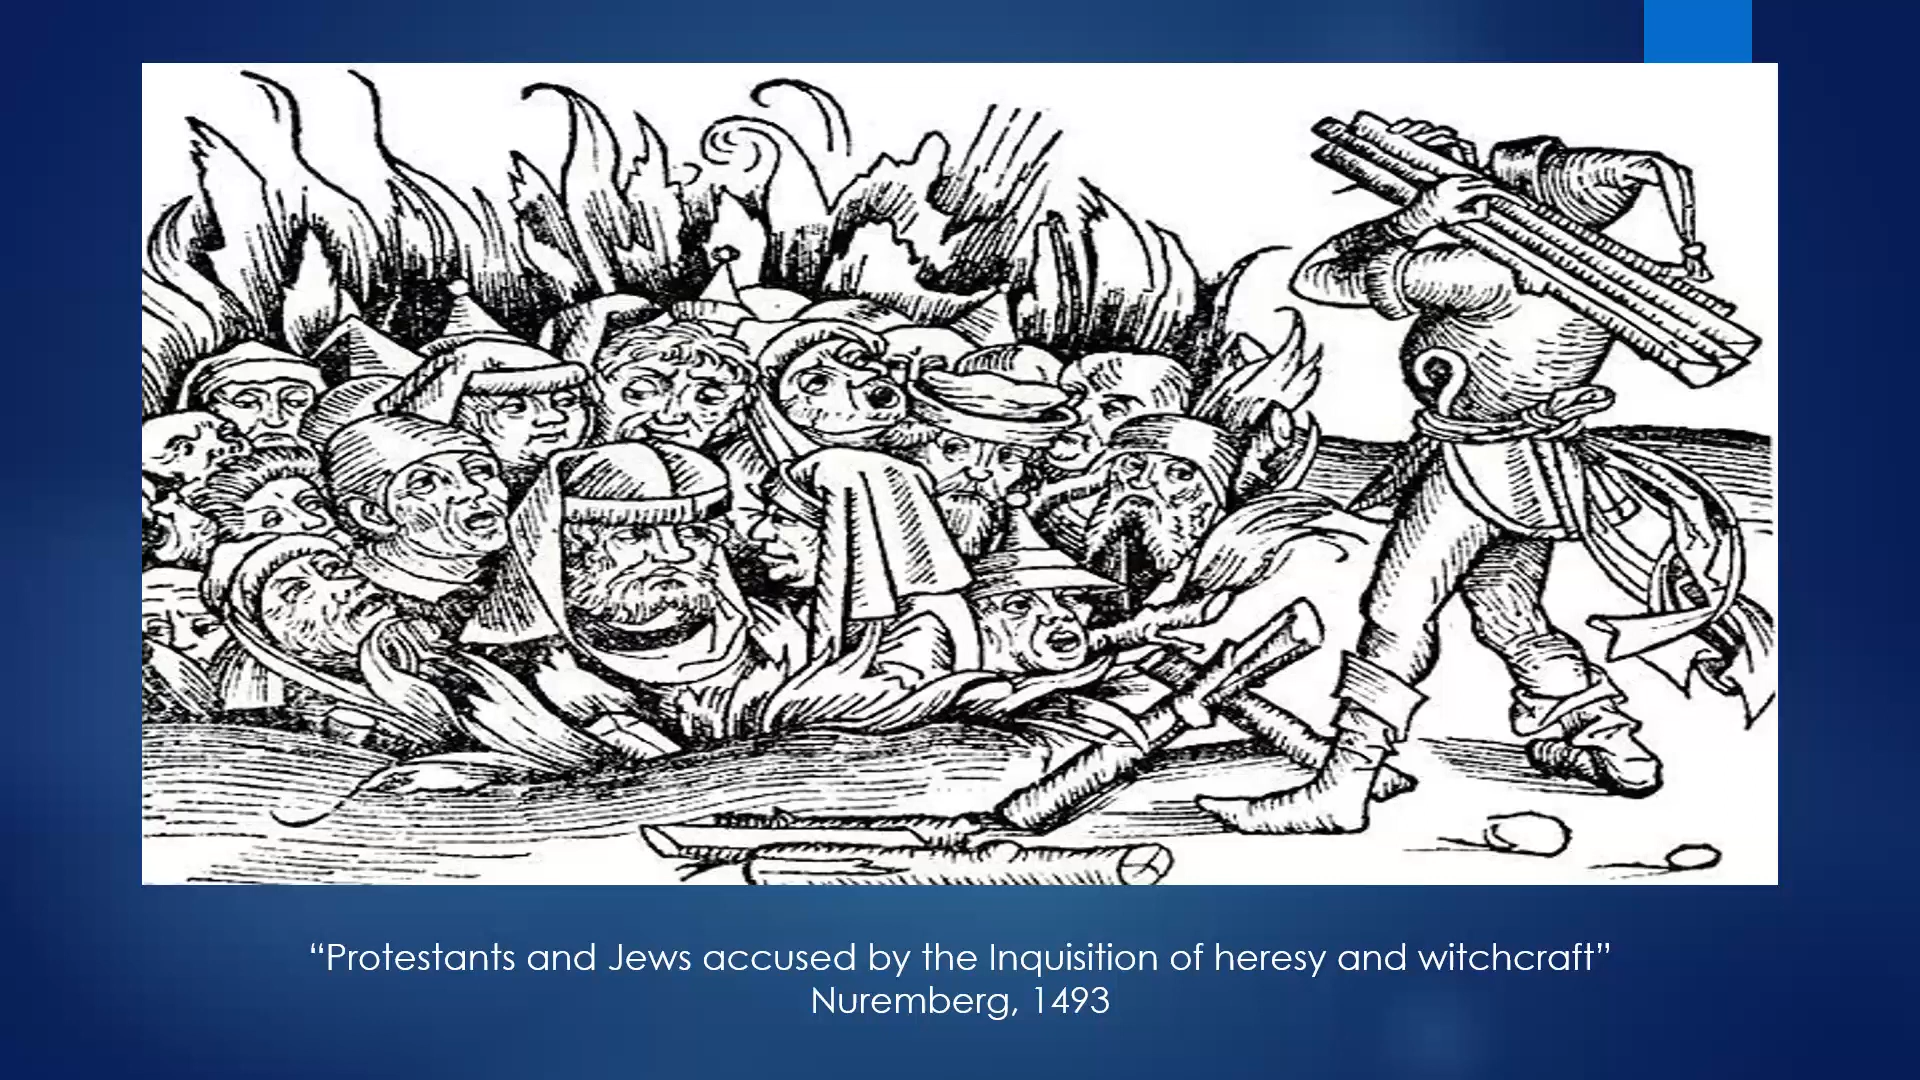 “Protestants and Jews accused by the Inquisition of heresy and witchcraft”
Nuremberg, 1493